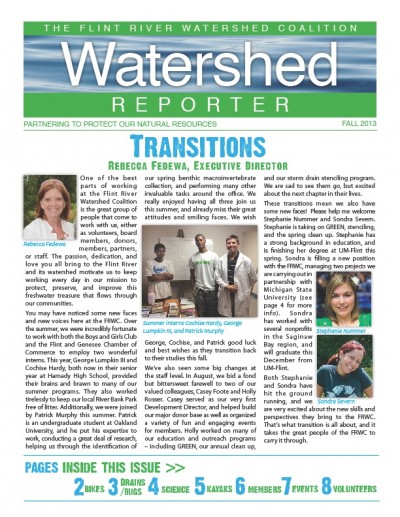 THE FLINT RIVER WATERSHED COALITION
Watershed
REPORTER
PARTNERING TO PROTECT OUR NATURAL RESOURCES
FALL 2013
TRANSITIONS
REBECCA FEDEWA, EXECUTIVE DIRECTOR
Rebecca Fedewa
One of the best
parts of working
at the Flint River
Watershed Coalition
is the great group of
people that come to
work with us, either
as volunteers, board
members, donors,
members, partners,
or staff. The passion, dedication, and
love you all bring to the Flint River
and its watershed motivate us to keep
working every day in our mission to
protect, preserve, and improve this
freshwater treasure that flows through
our communities.
You may have noticed some new faces
and new voices here at the FRWC. Over
the summer, we were incredibly fortunate
to work with both the Boys and Girls Club
and the Flint and Genesee Chamber of
Commerce to employ two wonderful
interns. This year, George Lumpkin III and
Cochise Hardy, both now in their senior
year at Hamady High School, provided
their brains and brawn to many of our
summer programs. They also worked
tirelessly to keep our local River Bank Park
free of litter. Additionally, we were joined
by Patrick Murphy this summer. Patrick
is an undergraduate student at Oakland
University, and he put his expertise to
work, conducting a great deal of research,
helping us through the identification of
our spring benthic macroinvertebrate
collection, and performing many other
invaluable tasks around the office. We
really enjoyed having all three join us
this summer, and already miss their great
attitudes and smiling faces. We wish
Summer interns Cochise Hardy, George
Lumpkin III, and Patrick Murphy
George, Cochise, and Patrick good luck
and best wishes as they transition back
to their studies this fall.
We've also seen some big changes at
the staff level. In August, we bid a fond
but bittersweet farewell to two of our
valued colleagues, Casey Foote and Holly
Rosser. Casey served as our very first
Development Director, and helped build
our major donor base as well as organized
a variety of fun and engaging events
for members. Holly worked on many of
our education and outreach programs
– including GREEN, our annual clean up,
and our storm drain stenciling program.
We are sad to see them go, but excited
about the next chapter in their lives.
These transitions mean we also have
some new faces! Please help me welcome
Stephanie Nummer and Sondra Severn.
Stephanie is taking on GREEN, stenciling,
and the spring clean up. Stephanie has
a strong background in education, and
is finishing her degree at UM-Flint this
spring. Sondra is filling a new position
with the FRWC, managing two projects we
are carrying out in
partnership with
Michigan State
University (see
page 4 for more
info). Sondra
has worked with
several nonprofits
in the Saginaw
Bay region, and
will graduate this
December from
UM-Flint.
Stephanie Nummer
Both Stephanie
and Sondra have
hit the ground
running, and we
Sondra Severn
are very excited about the new skills and
perspectives they bring to the FRWC.
That's what transition is all about, and it
takes the great people of the FRWC to
carry it through.
PAGES INSIDE THIS ISSUE >>
2 BIKES 3 DRAINS /BUGS 4 SCIENCE 5 KAYAKS 6 MEMBERS 7 EVENTS 8 VOLUNTEERS